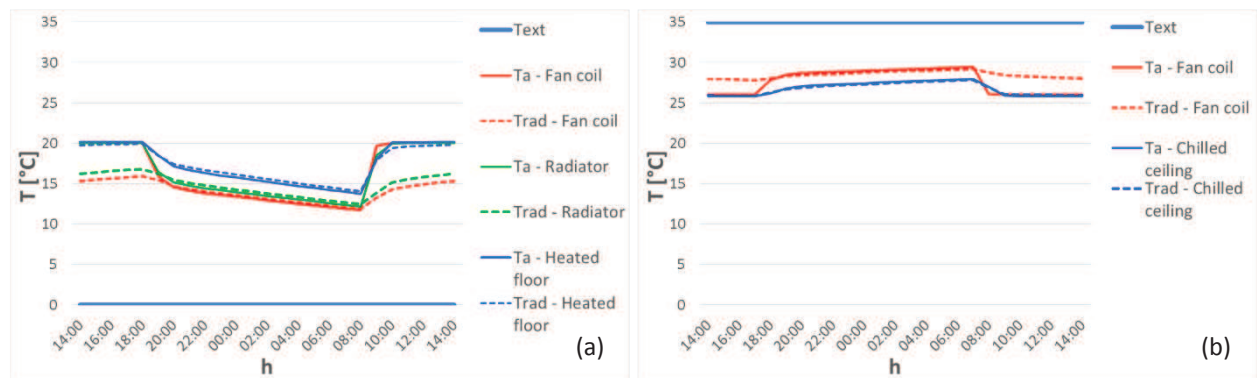 35
30
25
20
15
10
5
0
T [°C]
14:00
16:00
18:00
20:00
22:00
00:00
02:00
04:00
06:00
08:00
10:00
12:00
14:00
h
(a)
Text
Ta - Fan coil
Trad - Fan coil
Ta - Radiator
Trad - Radiator
Ta - Heated
floor
Trad - Heated
floor
35
30
25
20
15
10
5
0
T [°C]
14:00
16:00
18:00
20:00
22:00
00:00
02:00
04:00
06:00
08:00
10:00
12:00
14:00
h
(b)
Text
Ta - Fan coil
Trad - Fan coil
Ta - Chilled
ceiling
Trad - Chilled
ceiling